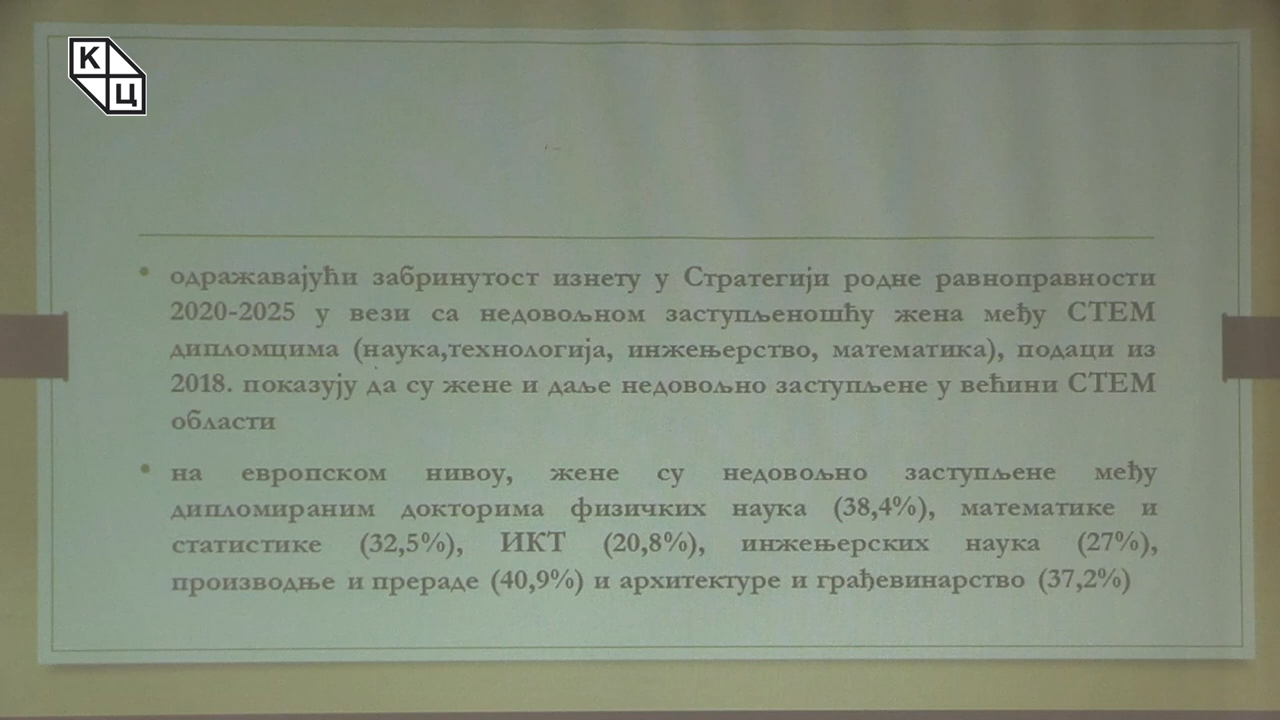 К
Ц
• одражавајући забринутост изнету у Стратегији родне равноправности
2020-2025 у вези са недовољном заступљеношћу жена међу СТЕМ
дипломцима (наука,технологија, инжењерство, математика), подаци из
2018. показују да су жене и даље недовољно заступљене у већини СТЕМ
области
• на европском нивоу, жене су недовољно заступљене међу
дипломираним докторима физичких наука (38,4%), математике и
статистике (32,5%), ИКТ (20,8%), инжењерских наука (27%),
производње и прераде (40,9%) и архитектуре и грађевинарство (37,2%)